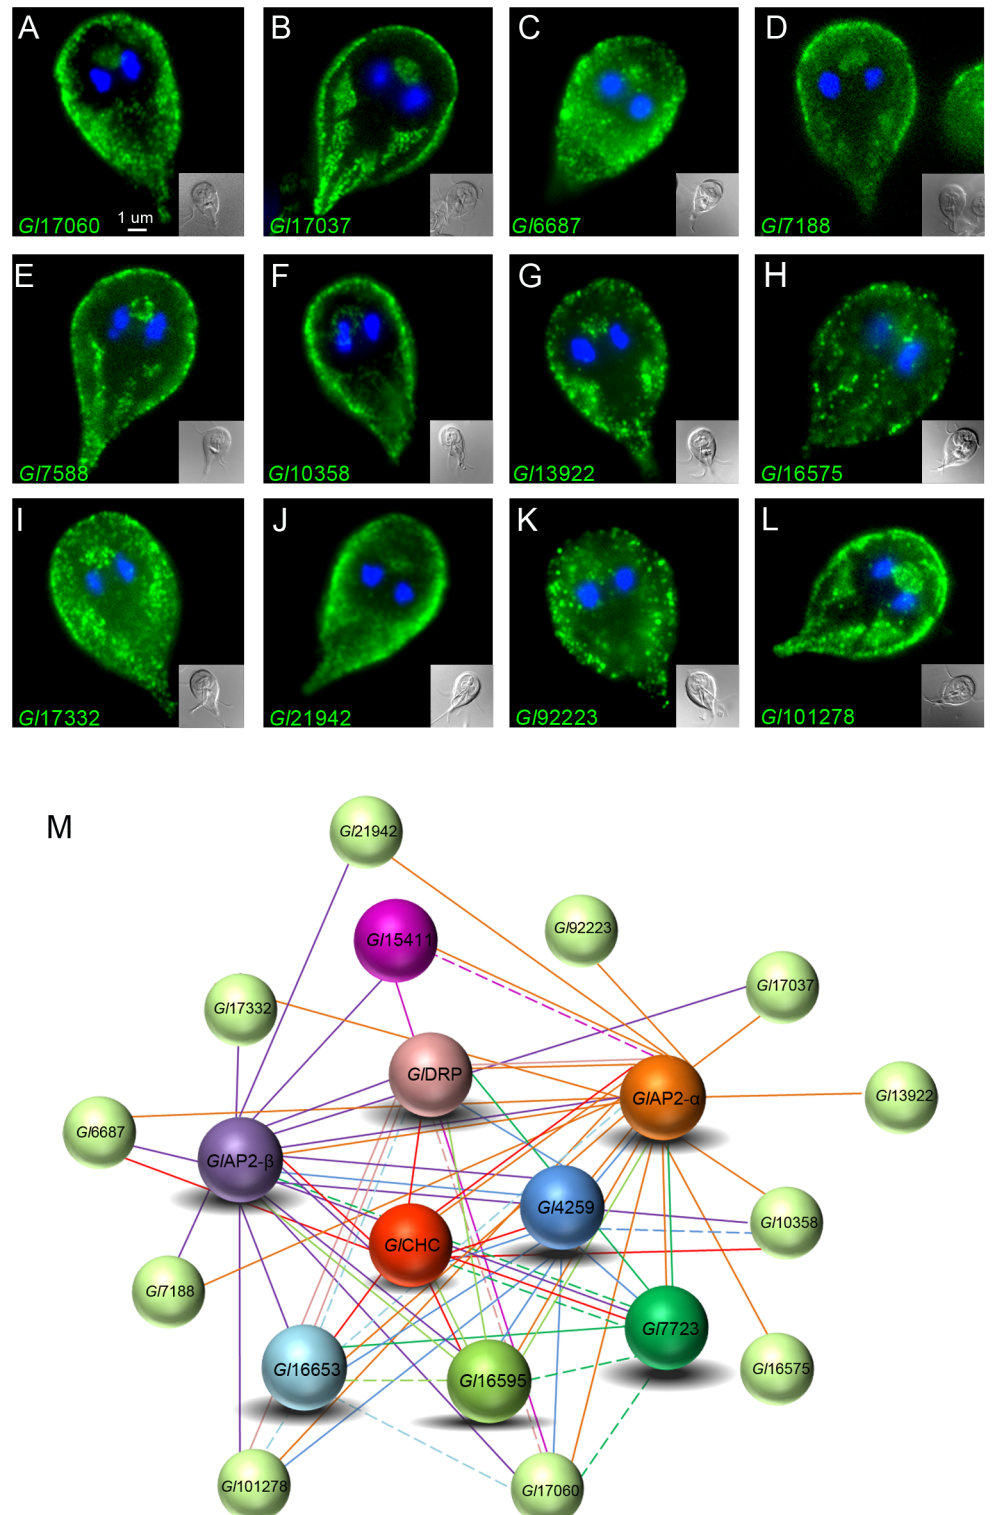 A
B
C
D
Gl17060
1 um
Gl17037
Gl6687
Gl7188
E
F
G
H
Gl7588
Gl10358
Gl13922
Gl16575
I
J
K
L
Gl17332
Gl21942
Gl92223
Gl101278
M
Gl21942
Gl92223
Gl15411
Gl17037
Gl17332
GlDRP
GlAP2-α
Gl13922
Gl6687
GlAP2-β
Gl4259
Gl10358
GlCHC
Gl7188
Gl7723
Gl16653
Gl16595
Gl16575
Gl101278
Gl17060